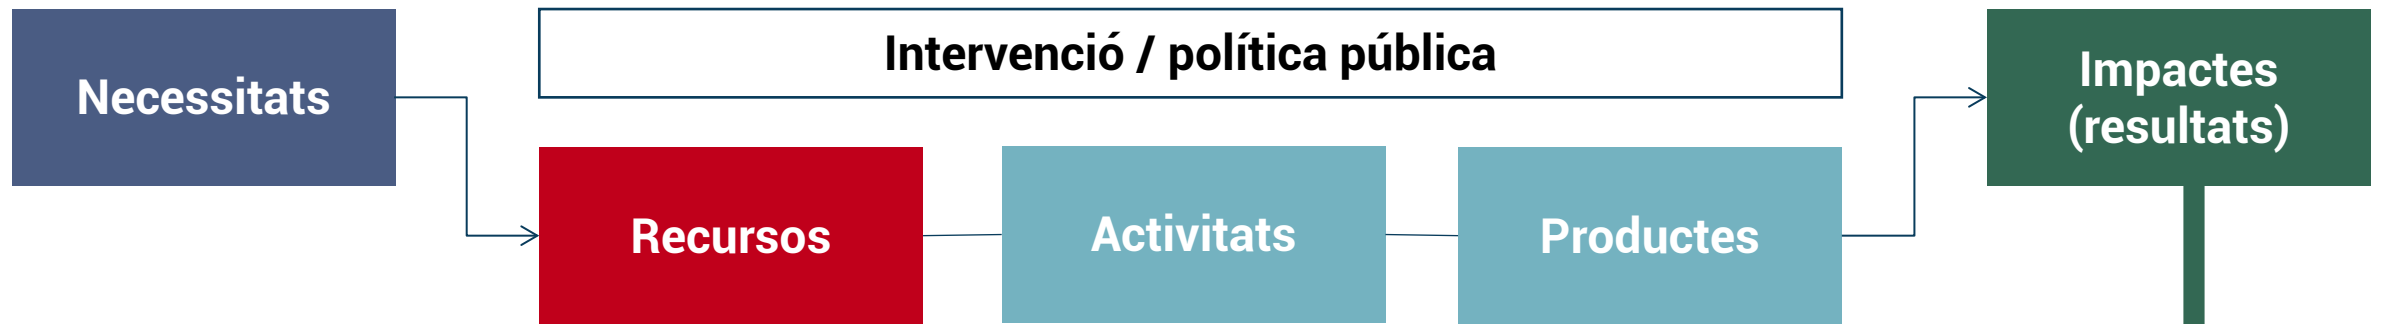 Necessitats
Intervenció / política pública
Recursos
Activitats
Productes
Impactes
(resultats)